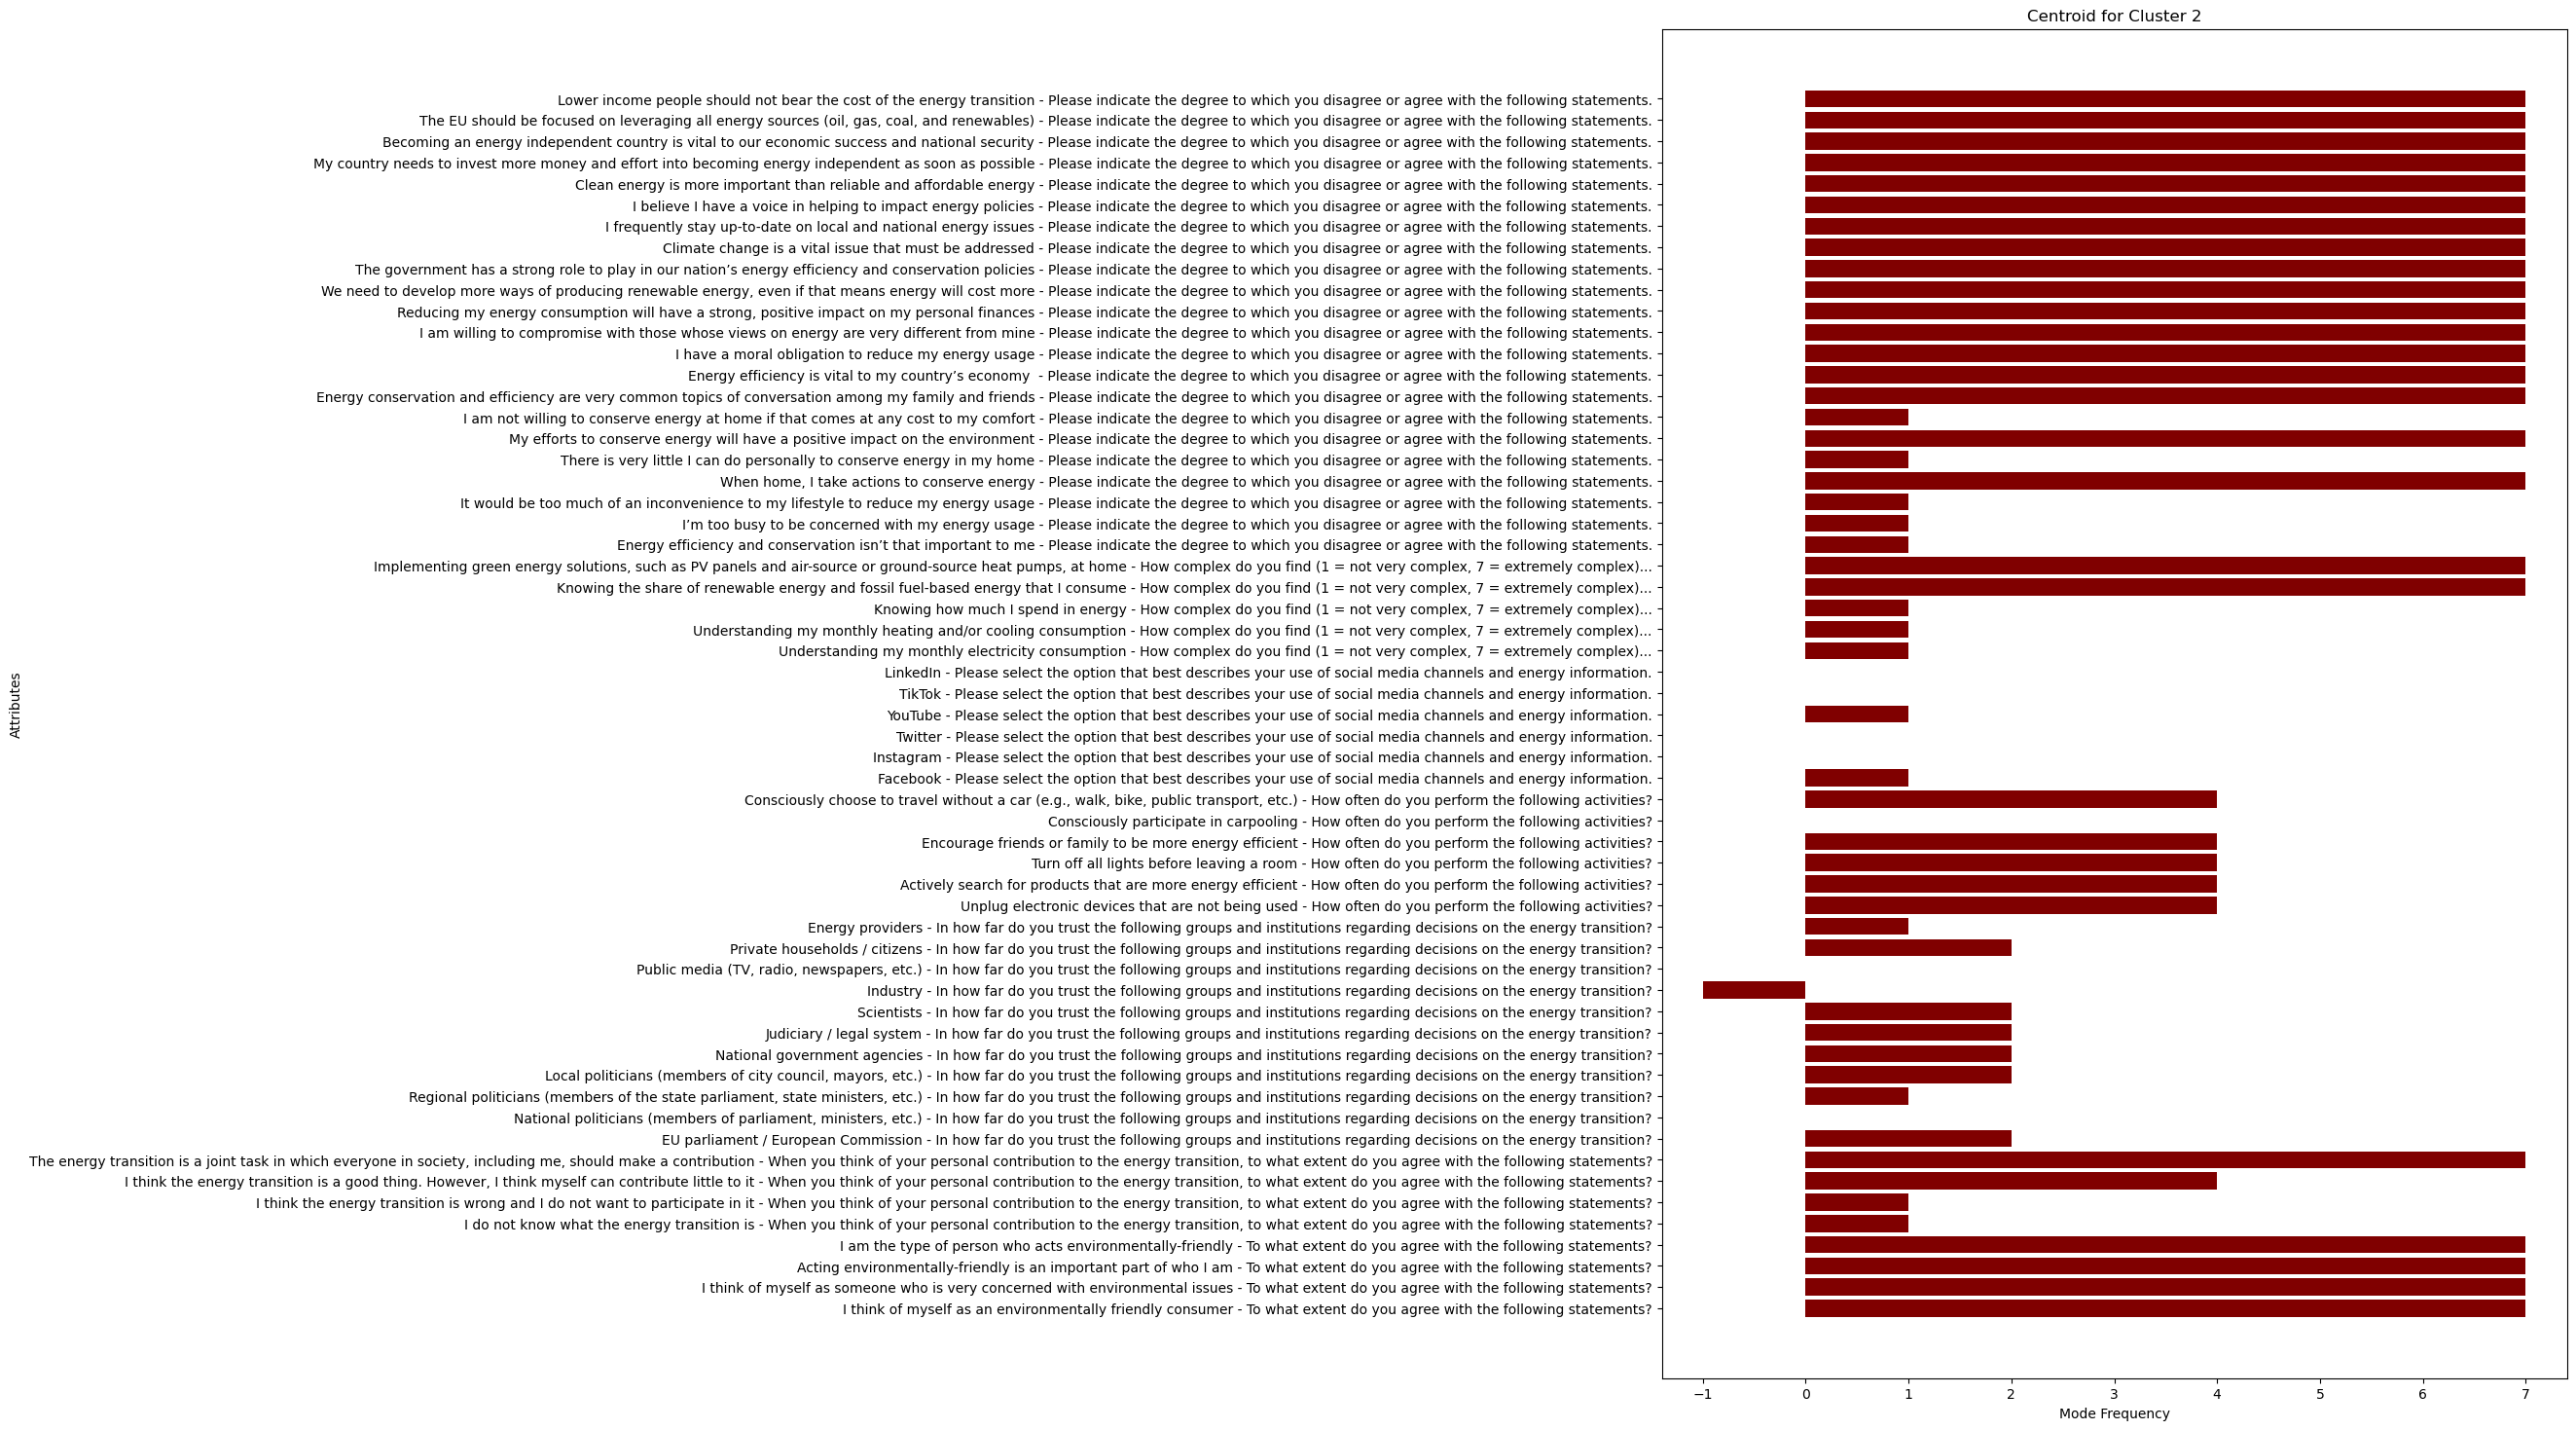 Centroid for Cluster 2
Lower income people should not bear the cost of the energy transition - Please indicate the degree to which you disagree or agree with the following statements.
The EU should be focused on leveraging all energy sources (oil, gas, coal, and renewables) - Please indicate the degree to which you disagree or agree with the following statements.
Becoming an energy independent country is vital to our economic success and national security - Please indicate the degree to which you disagree or agree with the following statements.
My country needs to invest more money and effort into becoming energy independent as soon as possible - Please indicate the degree to which you disagree or agree with the following statements.
Clean energy is more important than reliable and affordable energy - Please indicate the degree to which you disagree or agree with the following statements.
I believe I have a voice in helping to impact energy policies - Please indicate the degree to which you disagree or agree with the following statements.
I frequently stay up-to-date on local and national energy issues - Please indicate the degree to which you disagree or agree with the following statements.
Climate change is a vital issue that must be addressed - Please indicate the degree to which you disagree or agree with the following statements.
The government has a strong role to play in our nation’s energy efficiency and conservation policies - Please indicate the degree to which you disagree or agree with the following statements.
We need to develop more ways of producing renewable energy, even if that means energy will cost more - Please indicate the degree to which you disagree or agree with the following statements.
Reducing my energy consumption will have a strong, positive impact on my personal finances - Please indicate the degree to which you disagree or agree with the following statements.
I am willing to compromise with those whose views on energy are very different from mine - Please indicate the degree to which you disagree or agree with the following statements.
I have a moral obligation to reduce my energy usage - Please indicate the degree to which you disagree or agree with the following statements.
Energy efficiency is vital to my country’s economy  - Please indicate the degree to which you disagree or agree with the following statements.
Energy conservation and efficiency are very common topics of conversation among my family and friends - Please indicate the degree to which you disagree or agree with the following statements.
I am not willing to conserve energy at home if that comes at any cost to my comfort - Please indicate the degree to which you disagree or agree with the following statements.
My efforts to conserve energy will have a positive impact on the environment - Please indicate the degree to which you disagree or agree with the following statements.
There is very little I can do personally to conserve energy in my home - Please indicate the degree to which you disagree or agree with the following statements.
When home, I take actions to conserve energy - Please indicate the degree to which you disagree or agree with the following statements.
It would be too much of an inconvenience to my lifestyle to reduce my energy usage - Please indicate the degree to which you disagree or agree with the following statements.
I’m too busy to be concerned with my energy usage - Please indicate the degree to which you disagree or agree with the following statements.
Energy efficiency and conservation isn’t that important to me - Please indicate the degree to which you disagree or agree with the following statements.
Implementing green energy solutions, such as PV panels and air-source or ground-source heat pumps, at home - How complex do you find (1 = not very complex, 7 = extremely complex)...
Knowing the share of renewable energy and fossil fuel-based energy that I consume - How complex do you find (1 = not very complex, 7 = extremely complex)...
Knowing how much I spend in energy - How complex do you find (1 = not very complex, 7 = extremely complex)...
Understanding my monthly heating and/or cooling consumption - How complex do you find (1 = not very complex, 7 = extremely complex)...
Understanding my monthly electricity consumption - How complex do you find (1 = not very complex, 7 = extremely complex)...
LinkedIn - Please select the option that best describes your use of social media channels and energy information.
TikTok - Please select the option that best describes your use of social media channels and energy information.
YouTube - Please select the option that best describes your use of social media channels and energy information.
Twitter - Please select the option that best describes your use of social media channels and energy information.
Instagram - Please select the option that best describes your use of social media channels and energy information.
Facebook - Please select the option that best describes your use of social media channels and energy information.
Consciously choose to travel without a car (e.g., walk, bike, public transport, etc.) - How often do you perform the following activities?
Consciously participate in carpooling - How often do you perform the following activities?
Encourage friends or family to be more energy efficient - How often do you perform the following activities?
Turn off all lights before leaving a room - How often do you perform the following activities?
Actively search for products that are more energy efficient - How often do you perform the following activities?
Unplug electronic devices that are not being used - How often do you perform the following activities?
Energy providers - In how far do you trust the following groups and institutions regarding decisions on the energy transition?
Private households / citizens - In how far do you trust the following groups and institutions regarding decisions on the energy transition?
Public media (TV, radio, newspapers, etc.) - In how far do you trust the following groups and institutions regarding decisions on the energy transition?
Industry - In how far do you trust the following groups and institutions regarding decisions on the energy transition?
Scientists - In how far do you trust the following groups and institutions regarding decisions on the energy transition?
Judiciary / legal system - In how far do you trust the following groups and institutions regarding decisions on the energy transition?
National government agencies - In how far do you trust the following groups and institutions regarding decisions on the energy transition?
Local politicians (members of city council, mayors, etc.) - In how far do you trust the following groups and institutions regarding decisions on the energy transition?
Regional politicians (members of the state parliament, state ministers, etc.) - In how far do you trust the following groups and institutions regarding decisions on the energy transition?
National politicians (members of parliament, ministers, etc.) - In how far do you trust the following groups and institutions regarding decisions on the energy transition?
EU parliament / European Commission - In how far do you trust the following groups and institutions regarding decisions on the energy transition?
The energy transition is a joint task in which everyone in society, including me, should make a contribution - When you think of your personal contribution to the energy transition, to what extent do you agree with the following statements?
I think the energy transition is a good thing. However, I think myself can contribute little to it - When you think of your personal contribution to the energy transition, to what extent do you agree with the following statements?
I think the energy transition is wrong and I do not want to participate in it - When you think of your personal contribution to the energy transition, to what extent do you agree with the following statements?
I do not know what the energy transition is - When you think of your personal contribution to the energy transition, to what extent do you agree with the following statements?
I am the type of person who acts environmentally-friendly - To what extent do you agree with the following statements?
Acting environmentally-friendly is an important part of who I am - To what extent do you agree with the following statements?
I think of myself as someone who is very concerned with environmental issues - To what extent do you agree with the following statements?
I think of myself as an environmentally friendly consumer - To what extent do you agree with the following statements?
Attributes
−1 0 1 2 3 4 5 6 7
Mode Frequency